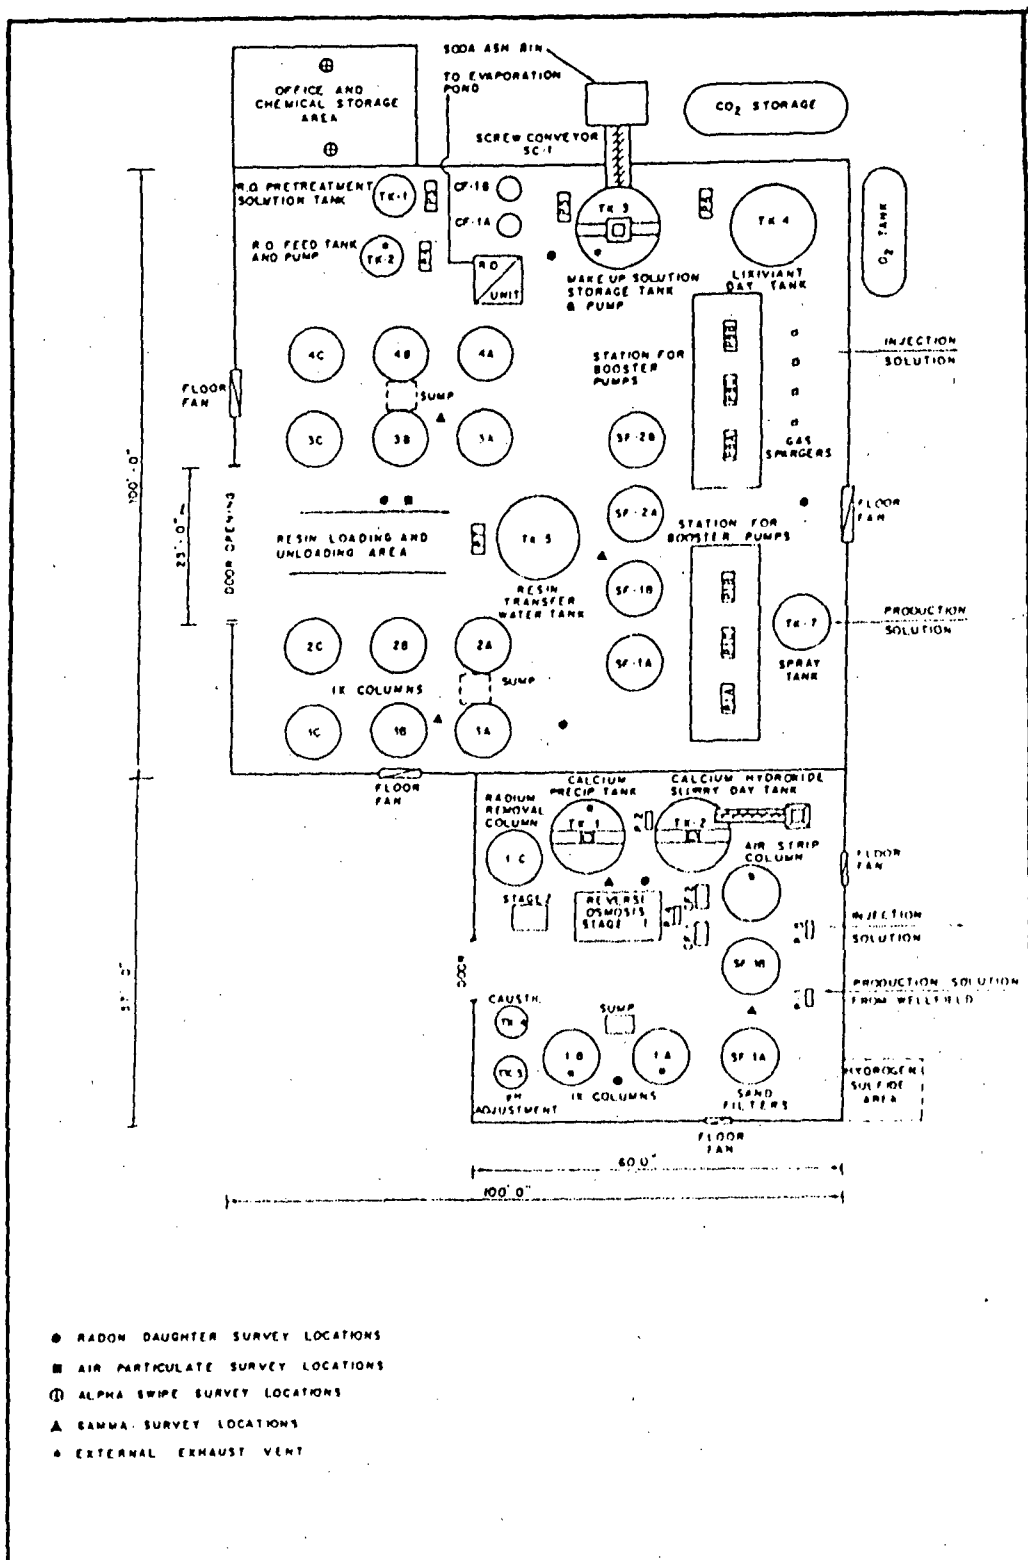 SODA ASH BIN
TO EVAPORATION
POND
OFFICE AND
CHEMICAL STORAGE
AREA
CO2 STORAGE
SCREW CONVEYOR
SC-1
R.O. PRETREATMENT
SOLUTION TANK
TK-1
CF-1B
CF-1A
TK 3
TK 4
O2 TANK
R.O FEED TANK
AND PUMP
TK-2
R.O
UNIT
MAKE UP SOLUTION
STORAGE TANK
& PUMP
LIXIVIANT
DAY TANK
4C
4B
4A
STATION FOR
BOOSTER
PUMPS
INJECTION
SOLUTION
FLOOR
FAN
SUMP
3C
3B
3A
SF-2B
GAS
SPARGERS
100'-0"
25'-0"
DOOR OPENING
RESIN LOADING AND
UNLOADING AREA
TK 5
SF-2A
STATION FOR
BOOSTER PUMPS
FLOOR
FAN
RESIN
TRANSFER
WATER TANK
SF-1B
TK-7
PRODUCTION
SOLUTION
SPRAY
TANK
2C
2B
2A
SF-1A
IX COLUMNS
SUMP
1C
1B
1A
FLOOR
FAN
CALCIUM
PRECIP TANK
CALCIUM HYDROXIDE
SLURRY DAY TANK
RADIUM
REMOVAL
COLUMN
TK-1
TK-2
AIR STRIP
COLUMN
FLOOR
FAN
1 C
STAGE 2
REVERSE
OSMOSIS
STAGE 1
INJECTION
SOLUTION
DOOR
SF-1B
PRODUCTION SOLUTION
FROM WELLFIELD
TK-4
SUMP
TK-3
1 B
1 A
SF-1A
PH
ADJUSTMENT
IX COLUMNS
SAND
FILTERS
HYDROGEN
SULFIDE
AREA
FLOOR
FAN
60'0"
100'0"
● RADON DAUGHTER SURVEY LOCATIONS
■ AIR PARTICULATE SURVEY LOCATIONS
ALPHA SWIPE SURVEY LOCATIONS
▲ GAMMA SURVEY LOCATIONS
* EXTERNAL EXHAUST VENT